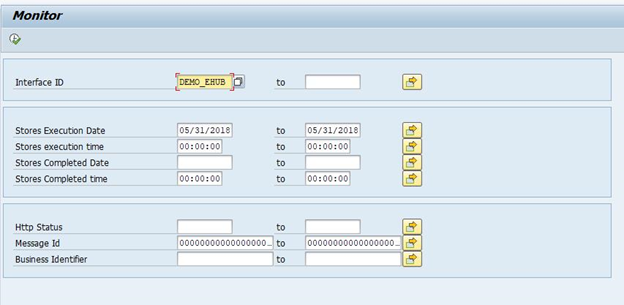 Monitor
Interface ID DEMO_EHUB to
Stores Execution Date 05/31/2018 to 05/31/2018
Stores execution time 00:00:00 to 00:00:00
Stores Completed Date to
Stores Completed time 00:00:00 to 00:00:00
Http Status to
Message Id 00000000000000000… to 00000000000000000…
Business Identifier to